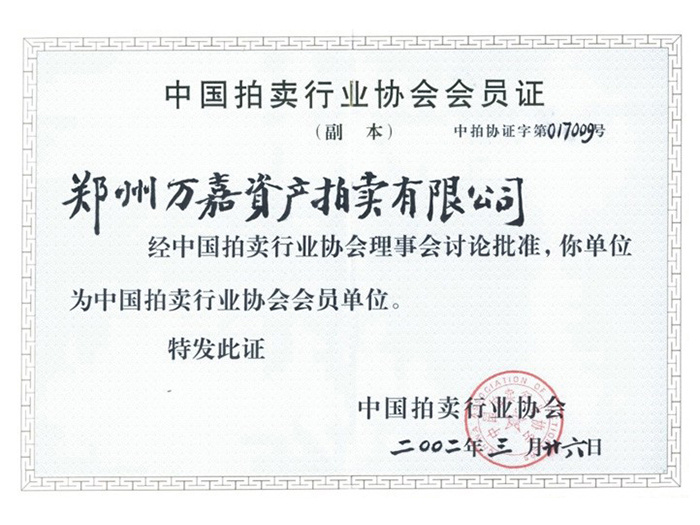 中国拍卖行业协会会员证
（副 本）
中拍协证字第017009号
郑州万嘉資产拍卖有限公司
经中国拍卖行业协会理事会讨论批准，你单位
为中国拍卖行业协会会员单位。
特发此证
中国拍卖行业协会
二00二年三月廿六日